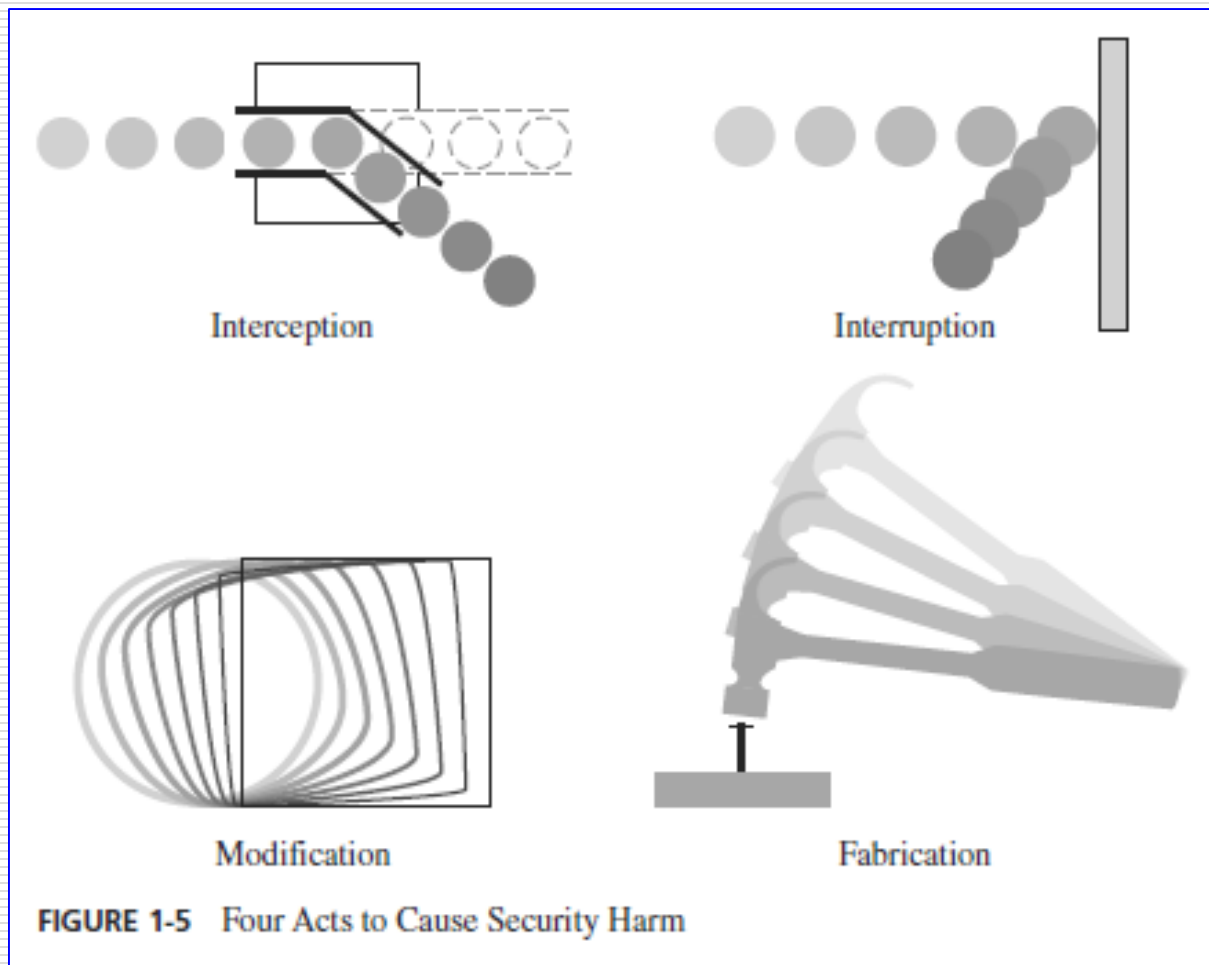 Interception
Interruption
Modification
Fabrication
FIGURE 1-5 Four Acts to Cause Security Harm